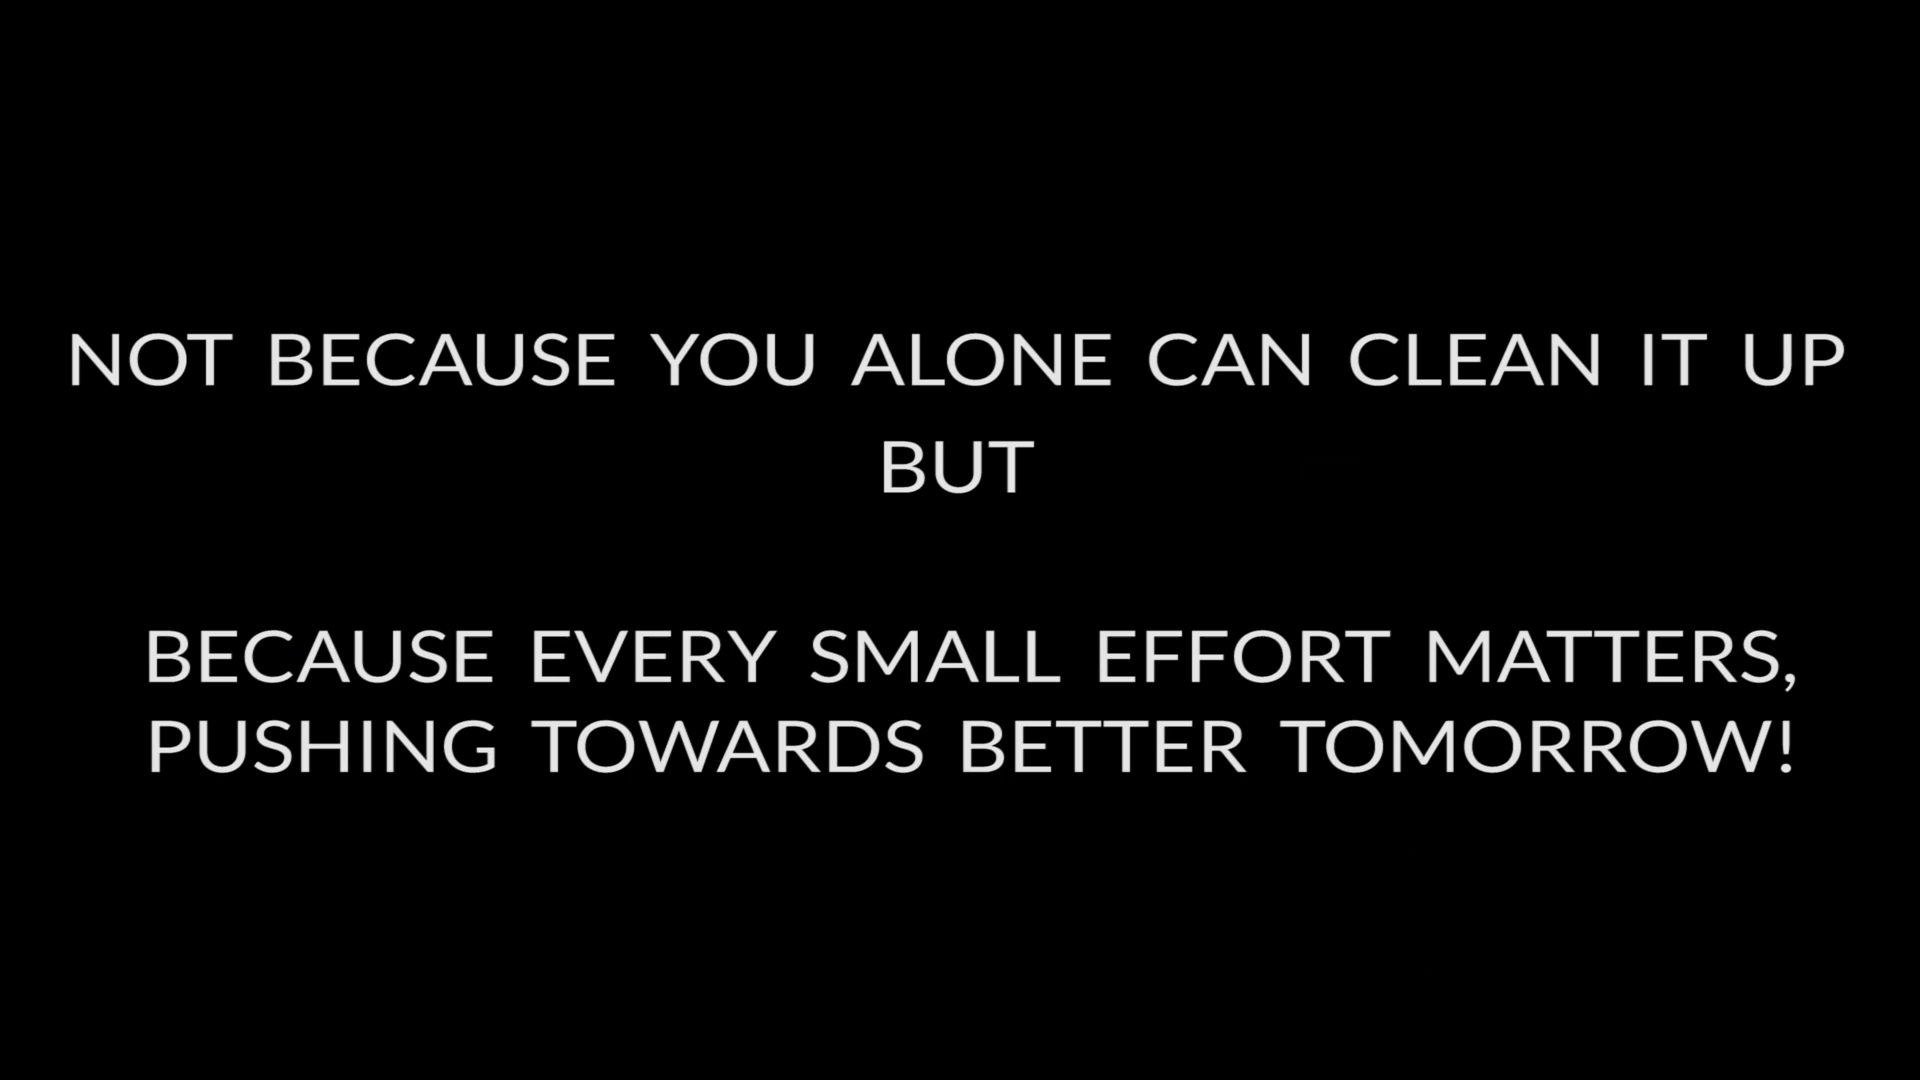 NOT BECAUSE YOU ALONE CAN CLEAN IT UP
BUT
BECAUSE EVERY SMALL EFFORT MATTERS,
PUSHING TOWARDS BETTER TOMORROW!